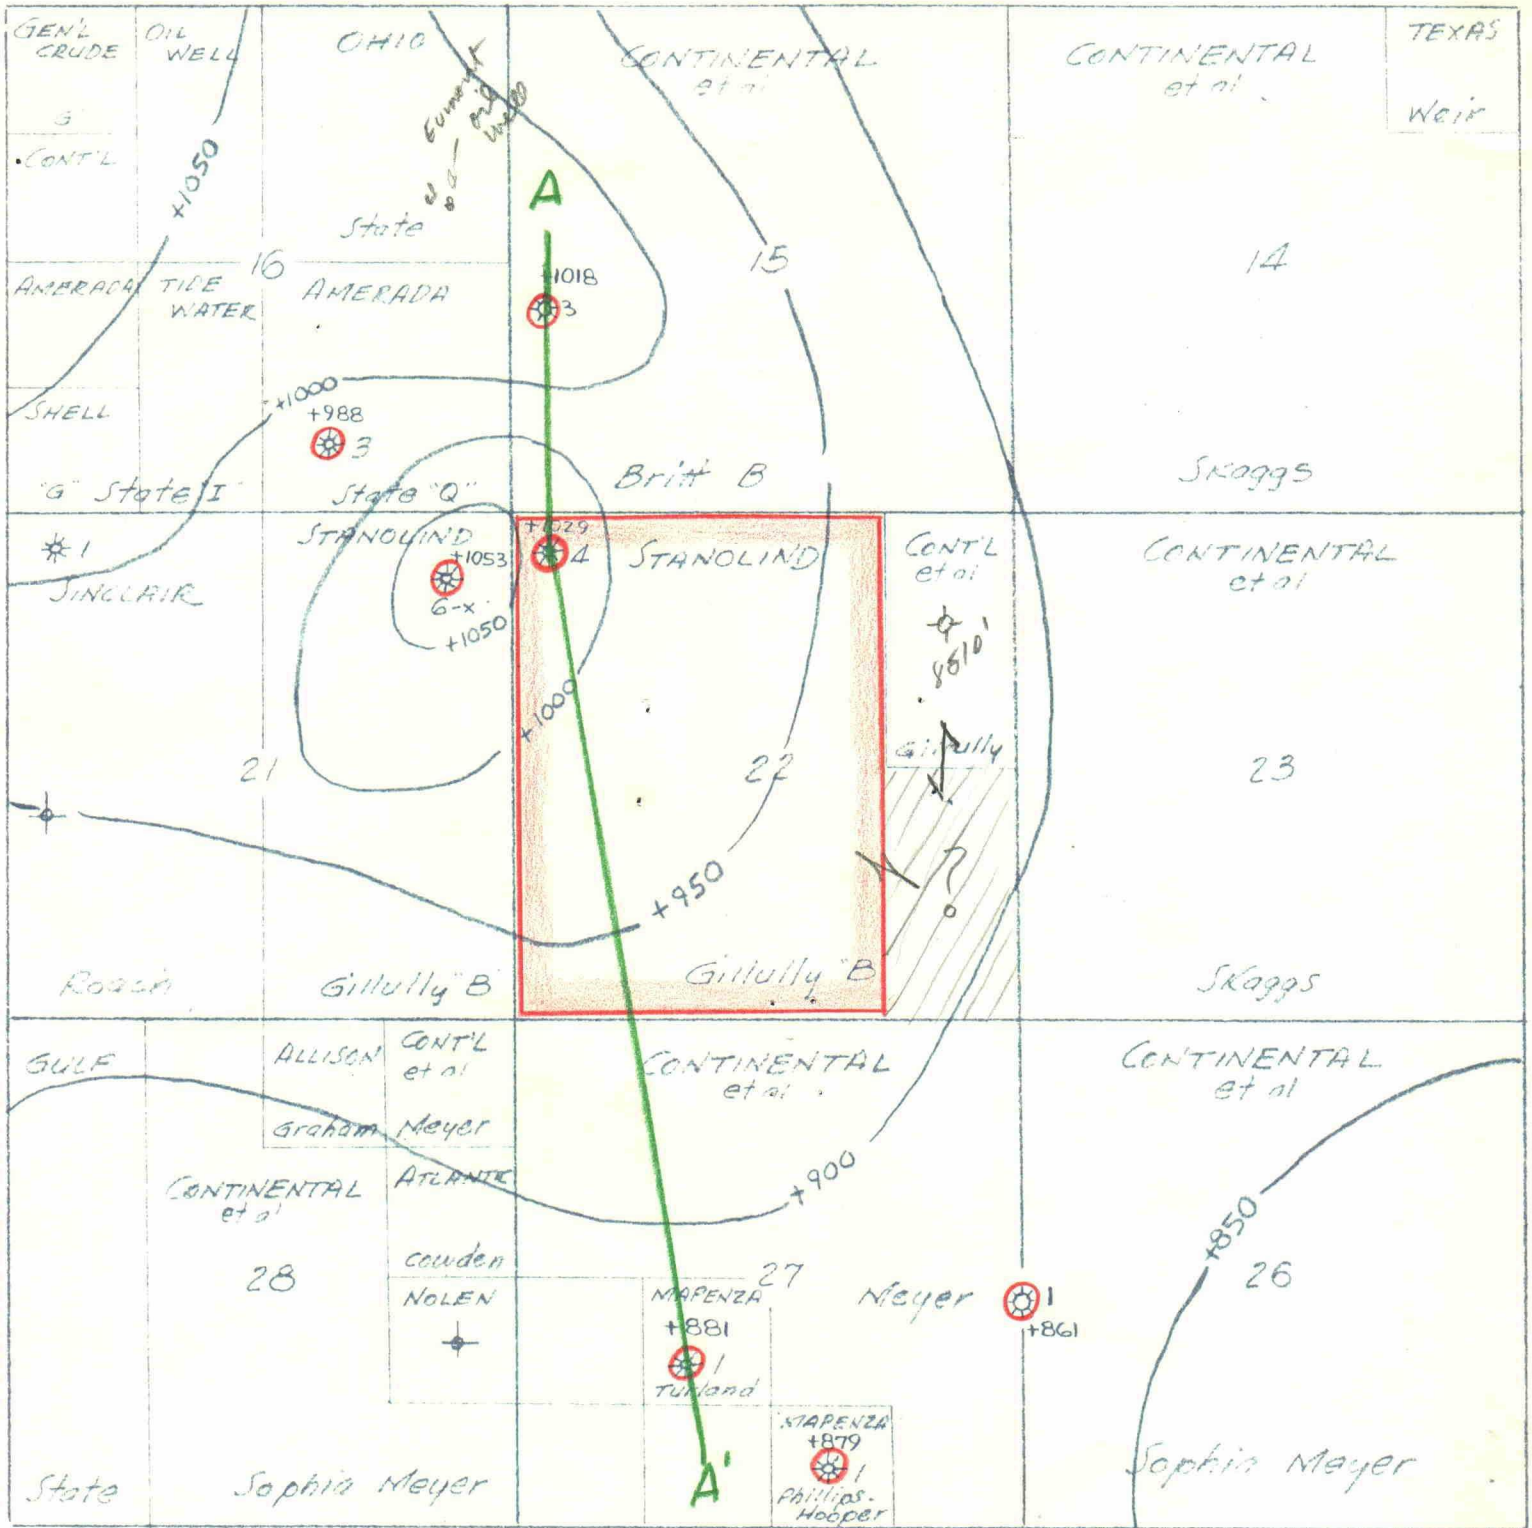 GEN'L
CRUDE
OIL
WELL
OHIO
CONTINENTAL
et al
CONTINENTAL
et al
TEXAS
Weir
G
CONT'L
+1050
oil
well
A
State
16
15
14
AMERADA
TIDE
WATER
AMERADA
+1018
3
+1000
SHELL
+988
3
"G" State "I"
State "Q"
Britt B
Skaggs
1
SINCLAIR
STANOLIND
+1053
6-x
+1050
+1029
4
STANOLIND
CONT'L
et al
8510'
CONTINENTAL
et al
+1000
Gillully
21
22
23
?
+950
Roach
Gillully "B"
Gillully "B"
Skaggs
GULF
ALLISON
CONT'L
et al
Graham
Meyer
CONTINENTAL
et al
CONTINENTAL
et al
CONTINENTAL
et al
ATLANTIC
Cowden
+900
+850
28
27
26
NOLEN
MAPENZA
+881
1
Turland
Meyer
1
+861
MAPENZA
+879
1
Phillips-
Hooper
A'
State
Sophia Meyer
Sophia Meyer